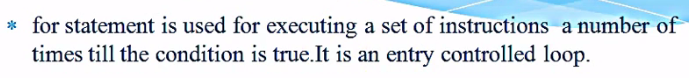 * for statement is used for executing a set of instructions a number of
times till the condition is true.It is an entry controlled loop.